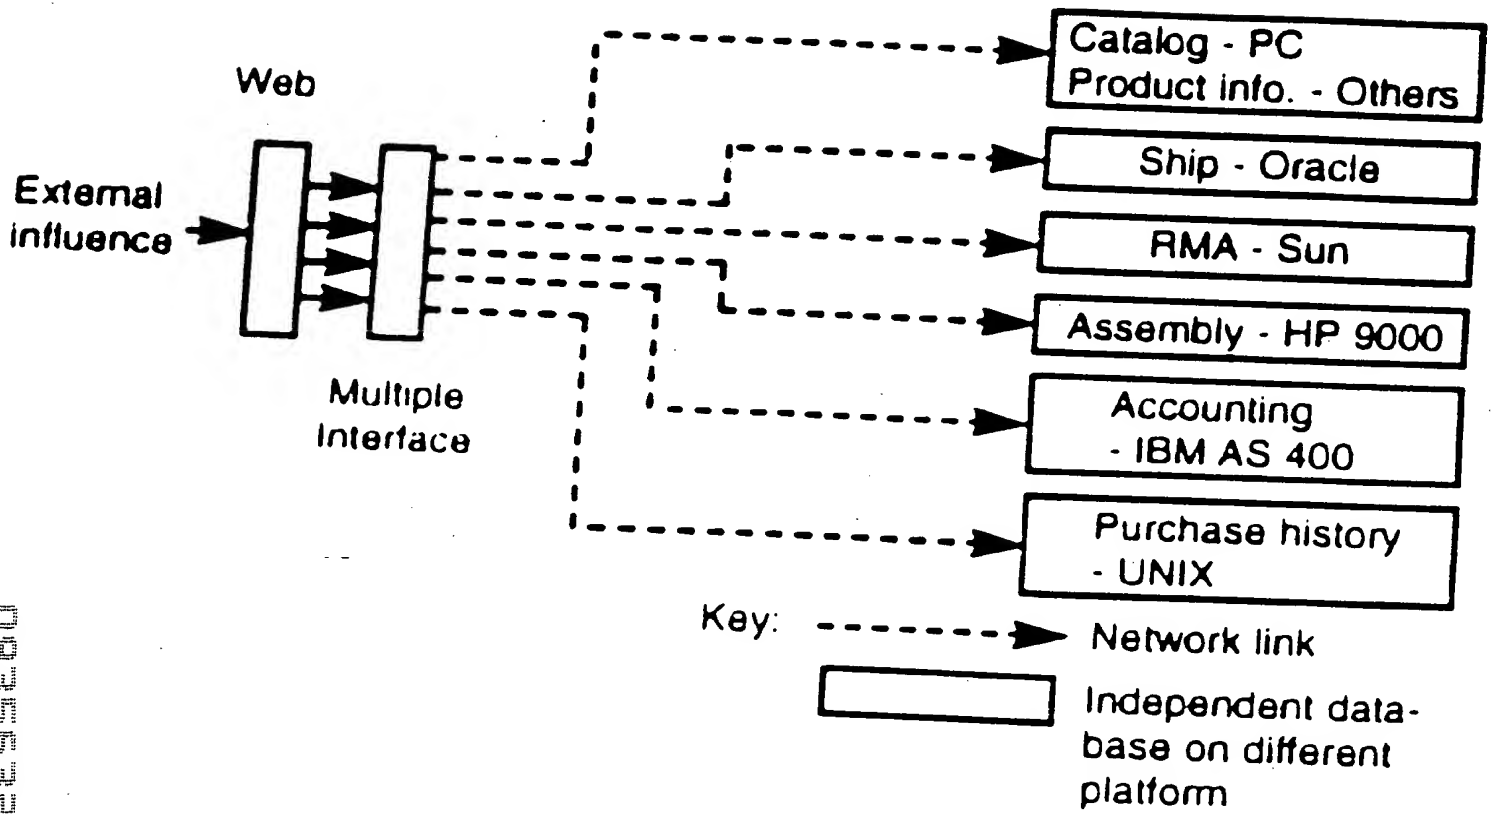 Web
External
influence
Multiple
Interface
Catalog - PC
Product info. - Others
Ship - Oracle
RMA - Sun
Assembly - HP 9000
Accounting
- IBM AS 400
Purchase history
- UNIX
Key:
Network link
Independent data-
base on different
platform